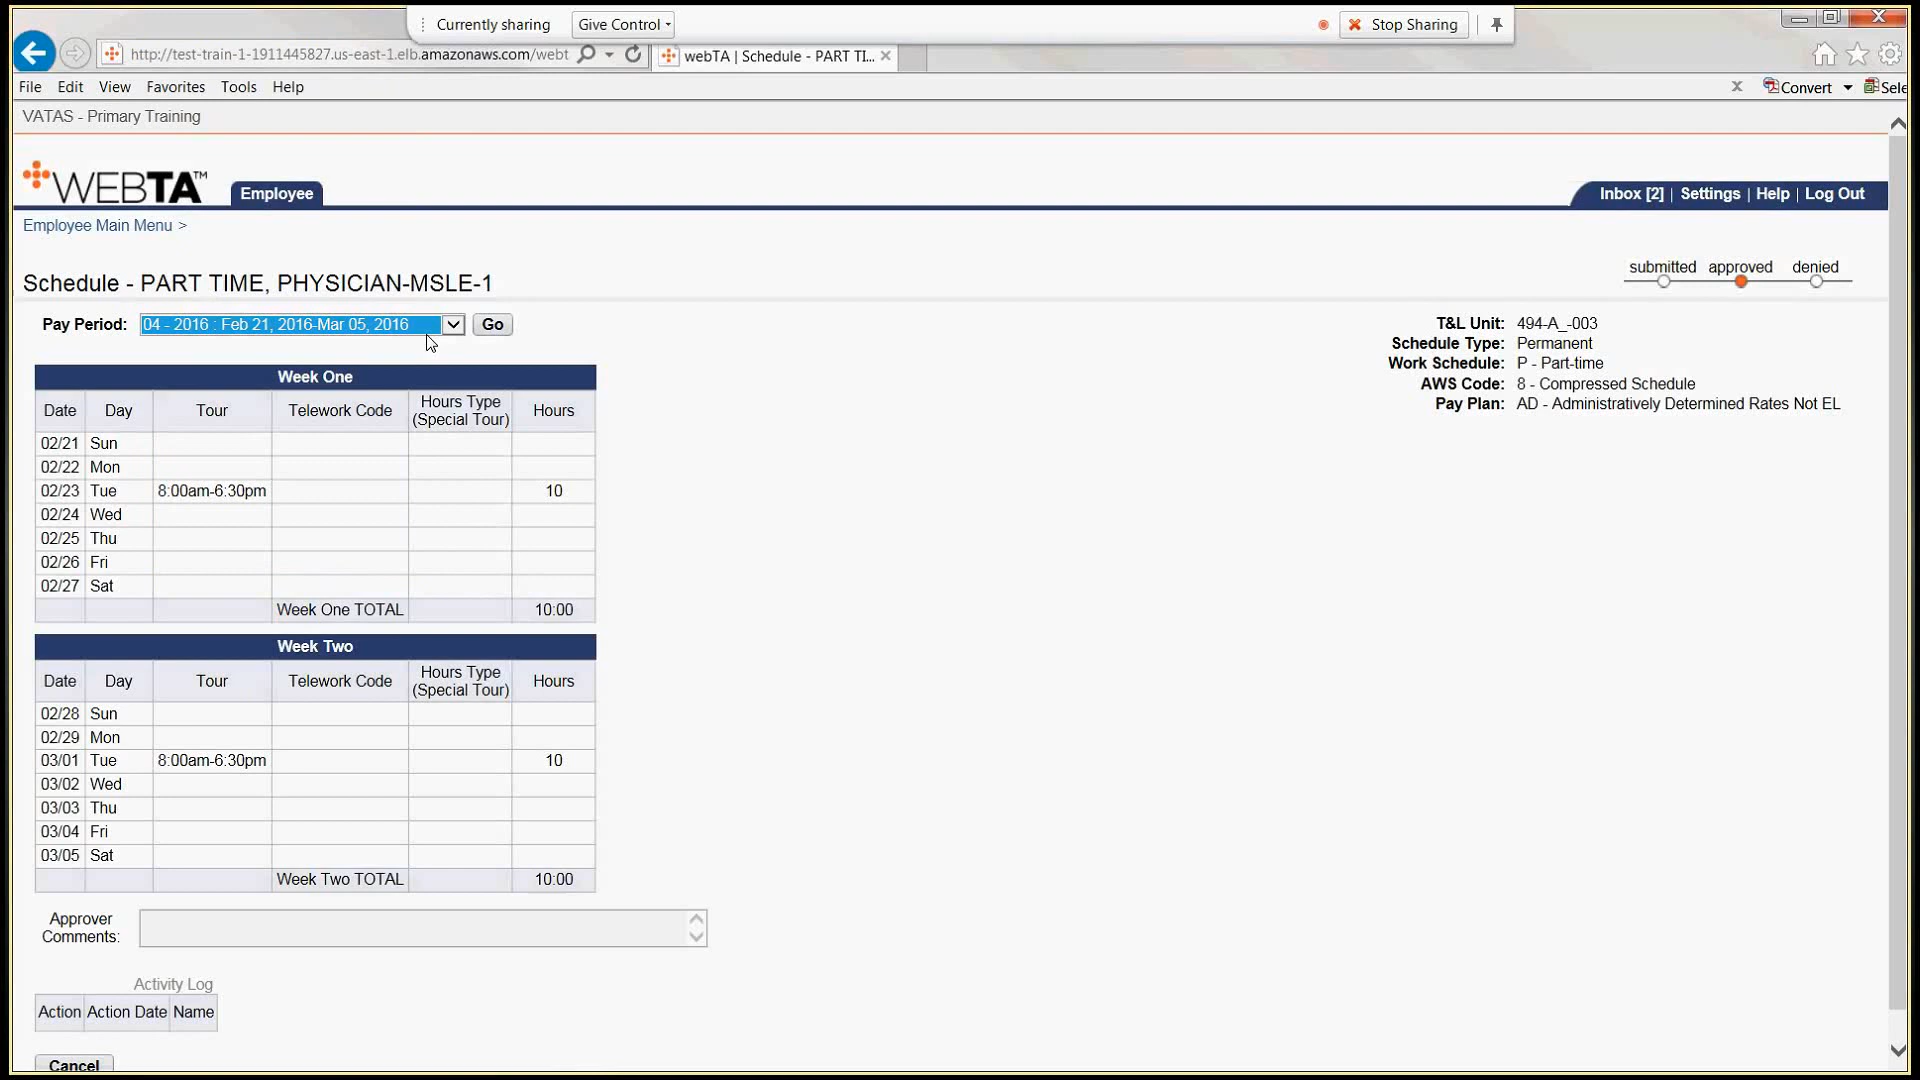 Currently sharing Give Control Stop Sharing
http://test-train-1-1911445827.us-east-1.elb.amazonaws.com/webt webTA | Schedule - PART TI...
File Edit View Favorites Tools Help x Convert Sele
VATAS - Primary Training
WEBTA™ Employee Inbox [2] | Settings | Help | Log Out
Employee Main Menu >
submitted approved denied
Schedule - PART TIME, PHYSICIAN-MSLE-1
Pay Period: 04 - 2016 : Feb 21, 2016-Mar 05, 2016 Go
T&L Unit: 494-A_-003
Schedule Type: Permanent
Work Schedule: P - Part-time
AWS Code: 8 - Compressed Schedule
Pay Plan: AD - Administratively Determined Rates Not EL
Week One
Date Day Tour Telework Code Hours Type (Special Tour) Hours
02/21 Sun
02/22 Mon
02/23 Tue 8:00am-6:30pm 10
02/24 Wed
02/25 Thu
02/26 Fri
02/27 Sat
Week One TOTAL 10:00
Week Two
Date Day Tour Telework Code Hours Type (Special Tour) Hours
02/28 Sun
02/29 Mon
03/01 Tue 8:00am-6:30pm 10
03/02 Wed
03/03 Thu
03/04 Fri
03/05 Sat
Week Two TOTAL 10:00
Approver
Comments:
Activity Log
Action Action Date Name
Cancel